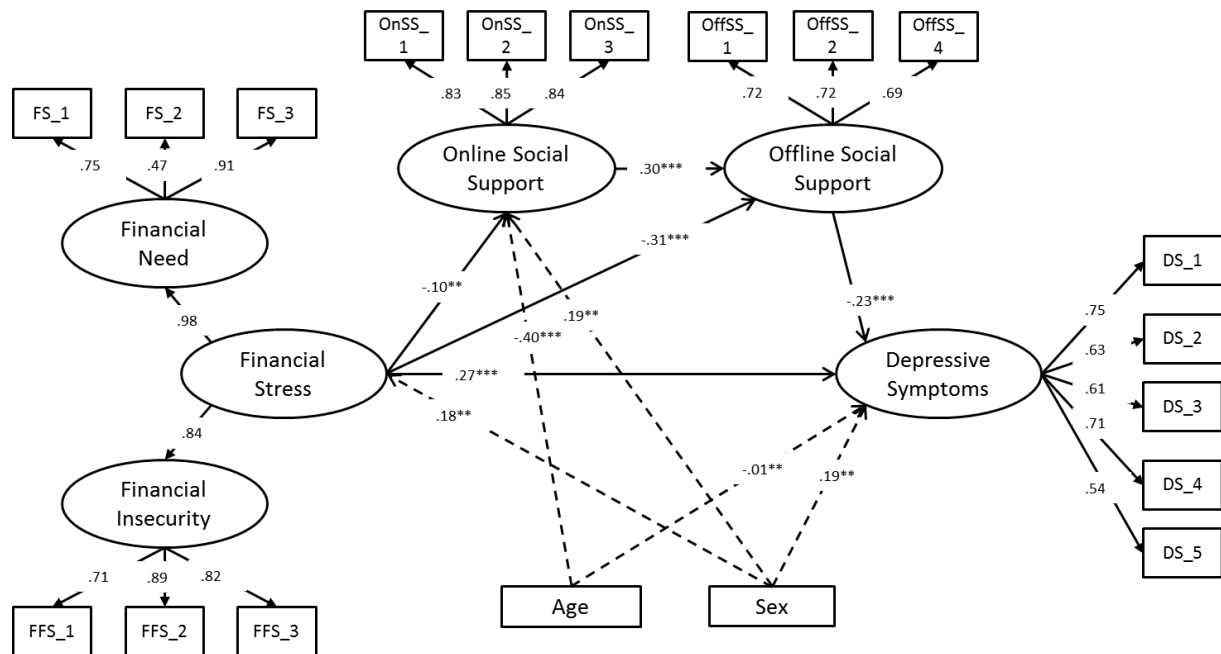 OnSS_
1
OnSS_
2
OnSS_
3
OffSS_
1
OffSS_
2
OffSS_
4
.83
.85
.84
.72
.72
.69
FS_1
FS_2
FS_3
.75
.47
.91
Online Social
Support
.30***
Offline Social
Support
Financial
Need
-.31***
-.10**
.19**
-.23***
.98
-.40***
Financial
Stress
.27***
.18**
Depressive
Symptoms
DS_1
DS_2
DS_3
DS_4
DS_5
.75
.63
.61
.71
.54
.84
-.01**
.19**
Financial
Insecurity
.71
.89
.82
FFS_1
FFS_2
FFS_3
Age
Sex